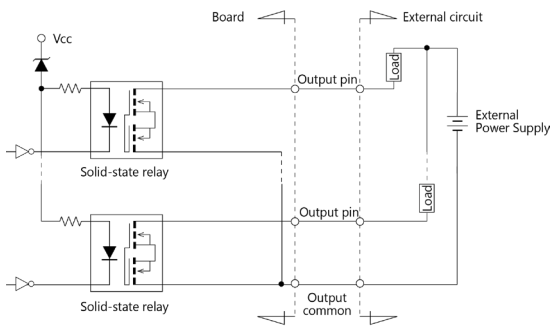 Board
External circuit
Vcc
Load
Output pin
External
Power Supply
Solid-state relay
Load
Output pin
Output
common
Solid-state relay